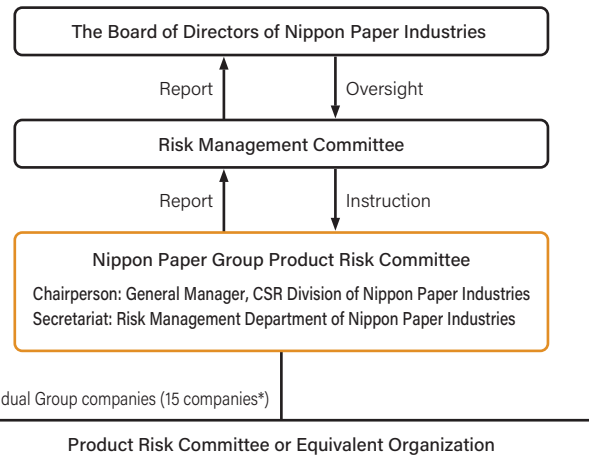 The Board of Directors of Nippon Paper Industries
Report
Oversight
Risk Management Committee
Report
Instruction
Nippon Paper Group Product Risk Committee
Chairperson: General Manager, CSR Division of Nippon Paper Industries
Secretariat: Risk Management Department of Nippon Paper Industries
Group companies (15 companies*)
Product Risk Committee or Equivalent Organization